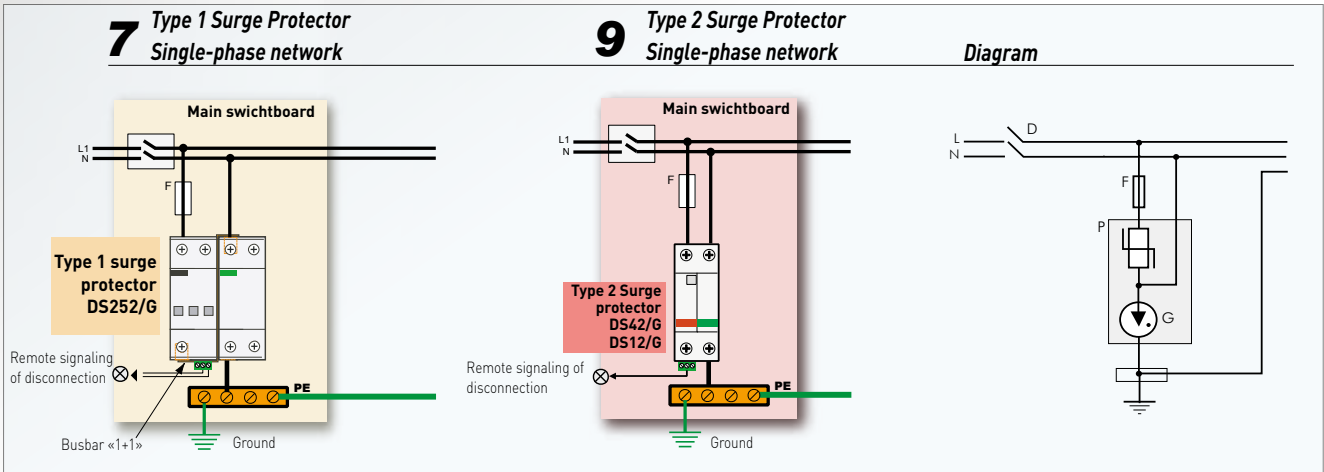 7 Type 1 Surge Protector
Single-phase network
Main swichtboard
L1
N
F
Type 1 surge
protector
DS252/G
Remote signaling
of disconnection
PE
Busbar «1+1»
Ground
9 Type 2 Surge Protector
Single-phase network
Main swichtboard
L1
N
F
Type 2 Surge
protector
DS42/G
DS12/G
Remote signaling of
disconnection
PE
Ground
Diagram
L
D
N
F
P
G